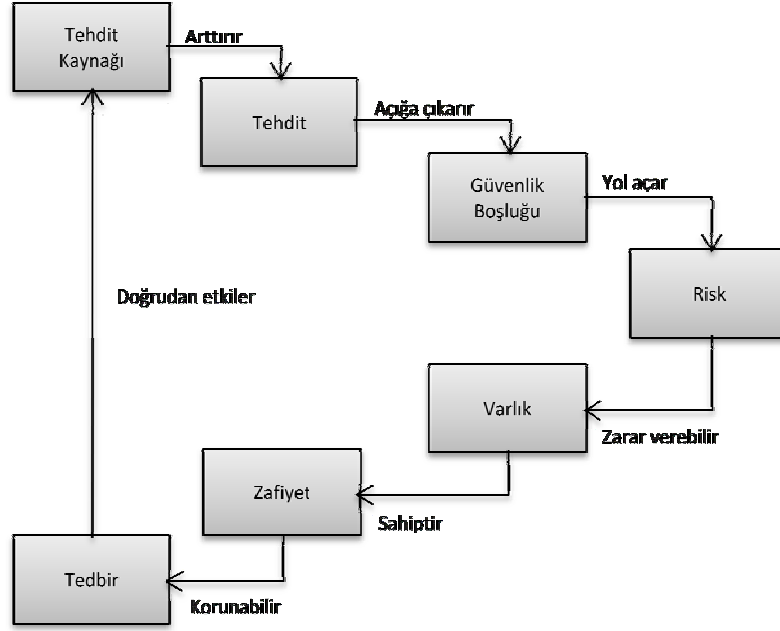 Tehdit
Kaynağı
Arttırır
Tehdit
Açığa çıkarır
Güvenlik
Boşluğu
Yol açar
Risk
Doğrudan etkiler
Varlık
Zarar verebilir
Zafiyet
Sahiptir
Tedbir
Korunabilir